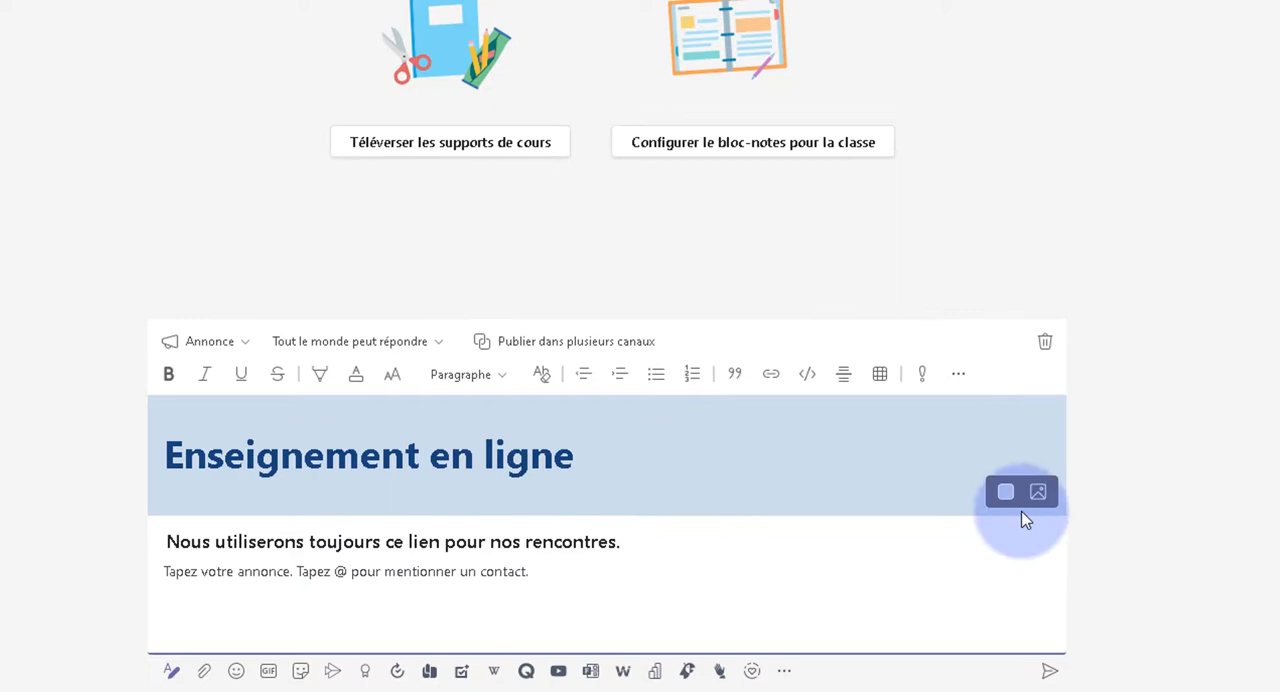 Téléverser les supports de cours
Configurer le bloc-notes pour la classe
Annonce
Tout le monde peut répondre
Publier dans plusieurs canaux
Paragraphe
Enseignement en ligne
Nous utiliserons toujours ce lien pour nos rencontres.
Tapez votre annonce. Tapez @ pour mentionner un contact.